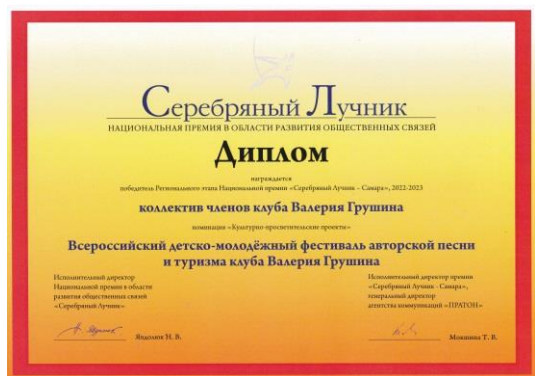 Серебряный Лучник
НАЦИОНАЛЬНАЯ ПРЕМИЯ В ОБЛАСТИ РАЗВИТИЯ ОБЩЕСТВЕННЫХ СВЯЗЕЙ
Диплом
награждается
победитель Регионального этапа Национальной премии «Серебряный Лучник – Самара», 2022-2023
коллектив членов клуба Валерия Грушина
номинация «Культурно-просветительские проекты»
Всероссийский детско-молодёжный фестиваль авторской песни
и туризма клуба Валерия Грушина
Исполнительный директор
Национальной премии в области
развития общественных связей
«Серебряный Лучник»
Яндолин Н. В.
Исполнительный директор премии
«Серебряный Лучник - Самара»,
генеральный директор
агентства коммуникаций «ПРАТОН»
Мокшина Т. В.